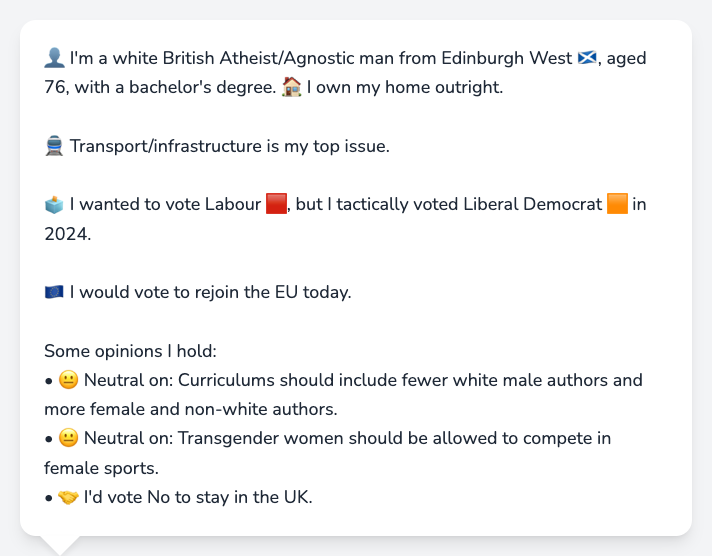 👤 I'm a white British Atheist/Agnostic man from Edinburgh West 🏴󠁧󠁢󠁳󠁣󠁴󠁿, aged
76, with a bachelor's degree. 🏠 I own my home outright.
🚆 Transport/infrastructure is my top issue.
🗳️ I wanted to vote Labour 🟥, but I tactically voted Liberal Democrat 🟧 in
2024.
🇪🇺 I would vote to rejoin the EU today.
Some opinions I hold:
• 😐 Neutral on: Curriculums should include fewer white male authors and
more female and non-white authors.
• 😐 Neutral on: Transgender women should be allowed to compete in
female sports.
• 🤝 I'd vote No to stay in the UK.